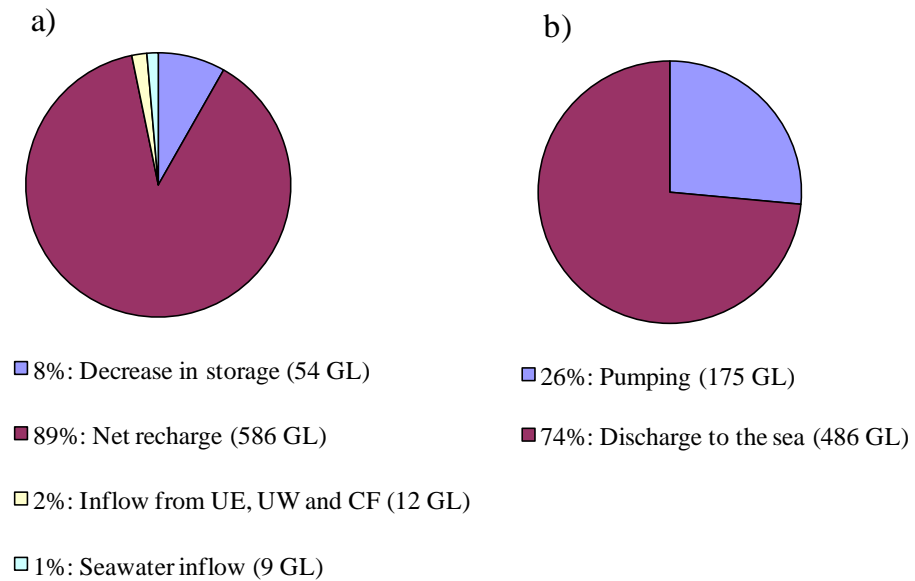 a)
b)
8%: Decrease in storage (54 GL)
89%: Net recharge (586 GL)
2%: Inflow from UE, UW and CF (12 GL)
1%: Seawater inflow (9 GL)
26%: Pumping (175 GL)
74%: Discharge to the sea (486 GL)